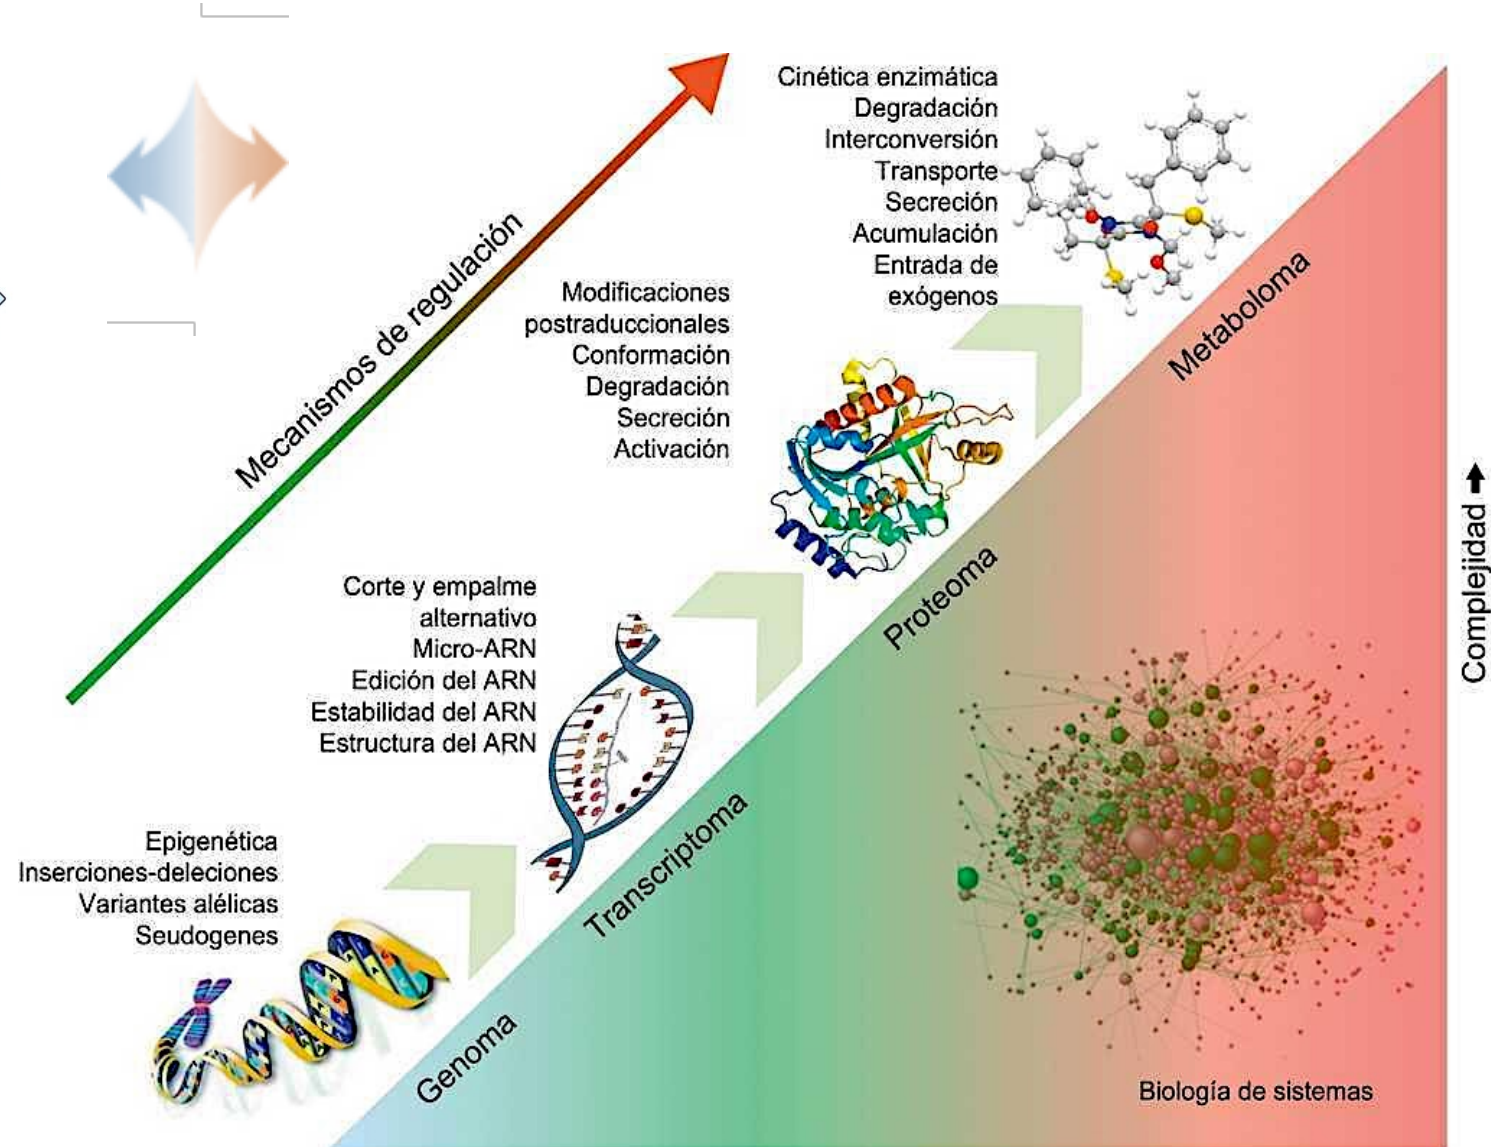 Cinética enzimática
Degradación
Interconversión
Transporte
Secreción
Acumulación
Entrada de
exógenos
Metaboloma
Mecanismos de regulación
Modificaciones
postraduccionales
Conformación
Degradación
Secreción
Activación
Proteoma
Complejidad
Corte y empalme
alternativo
Micro-ARN
Edición del ARN
Estabilidad del ARN
Estructura del ARN
Transcriptoma
Epigenética
Inserciones-deleciones
Variantes alélicas
Seudogenes
Genoma
Biología de sistemas